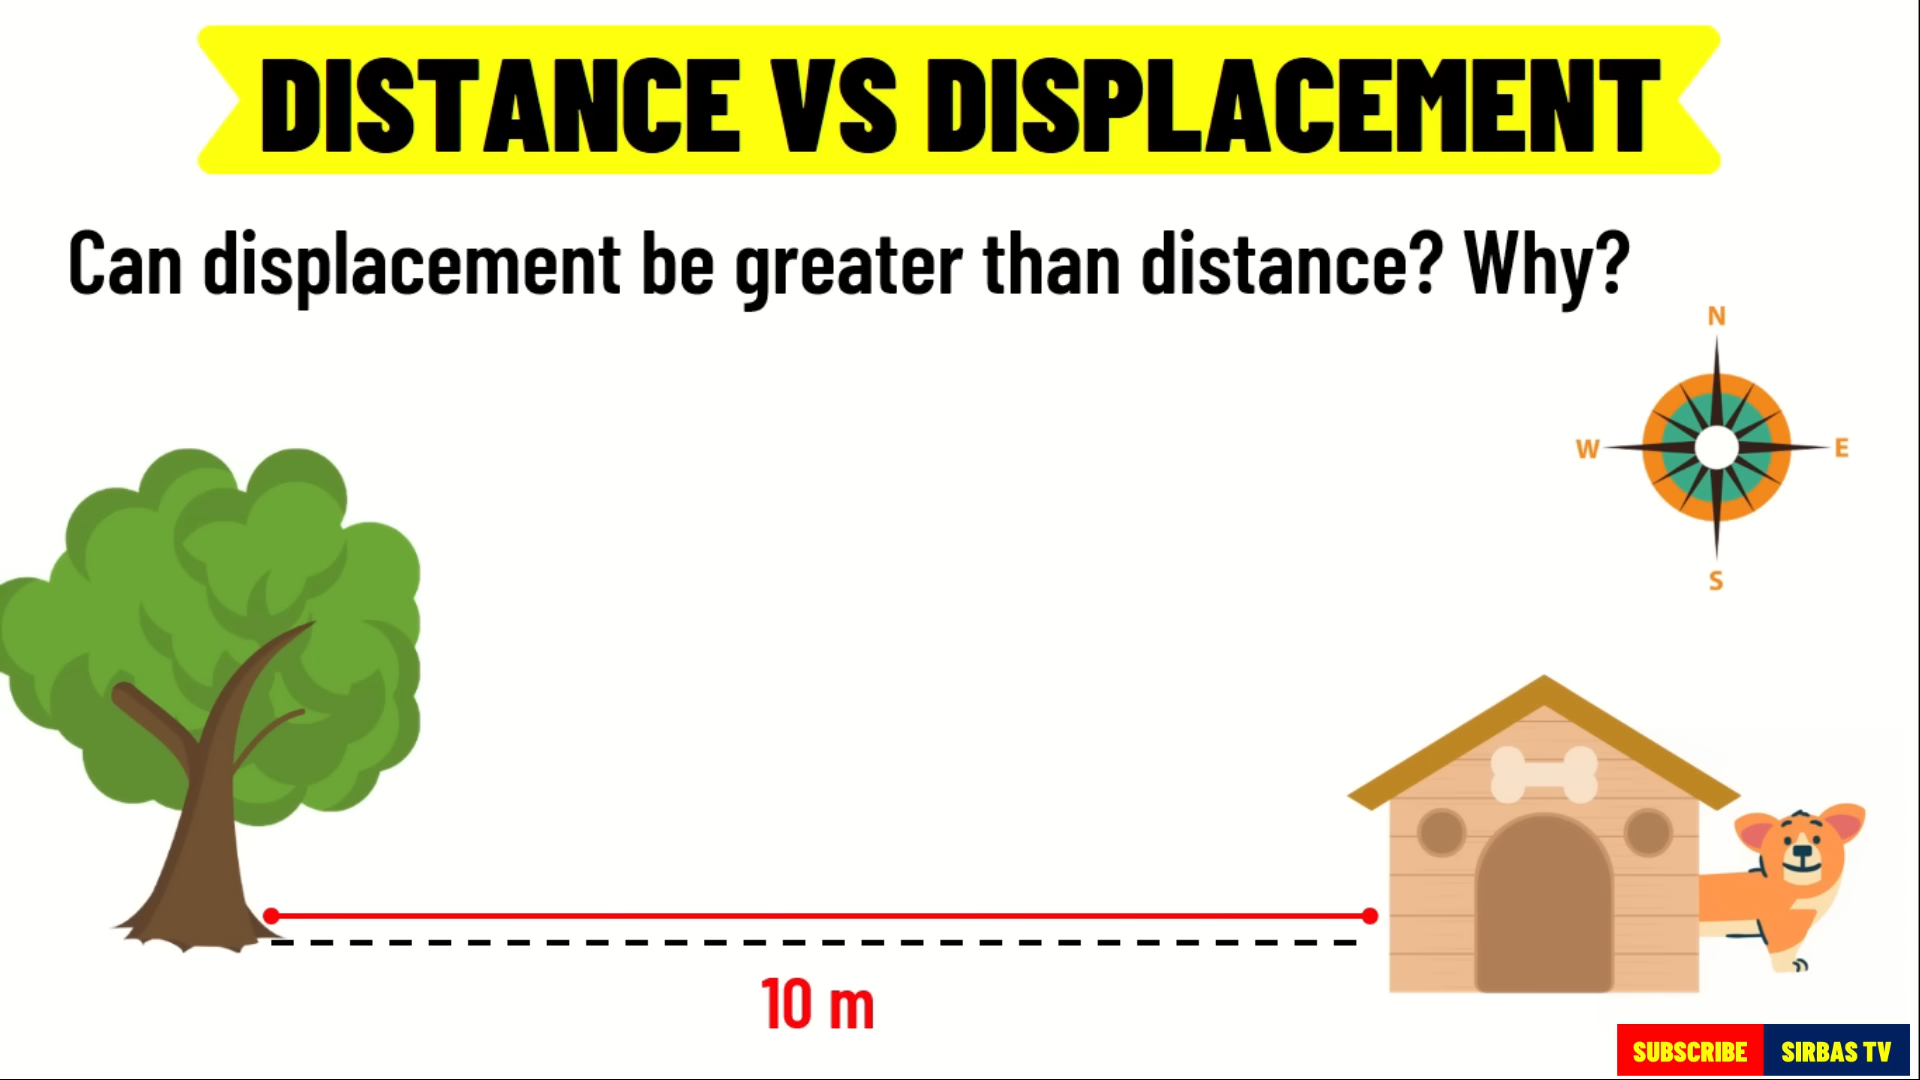 DISTANCE VS DISPLACEMENT
Can displacement be greater than distance? Why?
N
W E
S
10 m
SUBSCRIBE SIRBAS TV